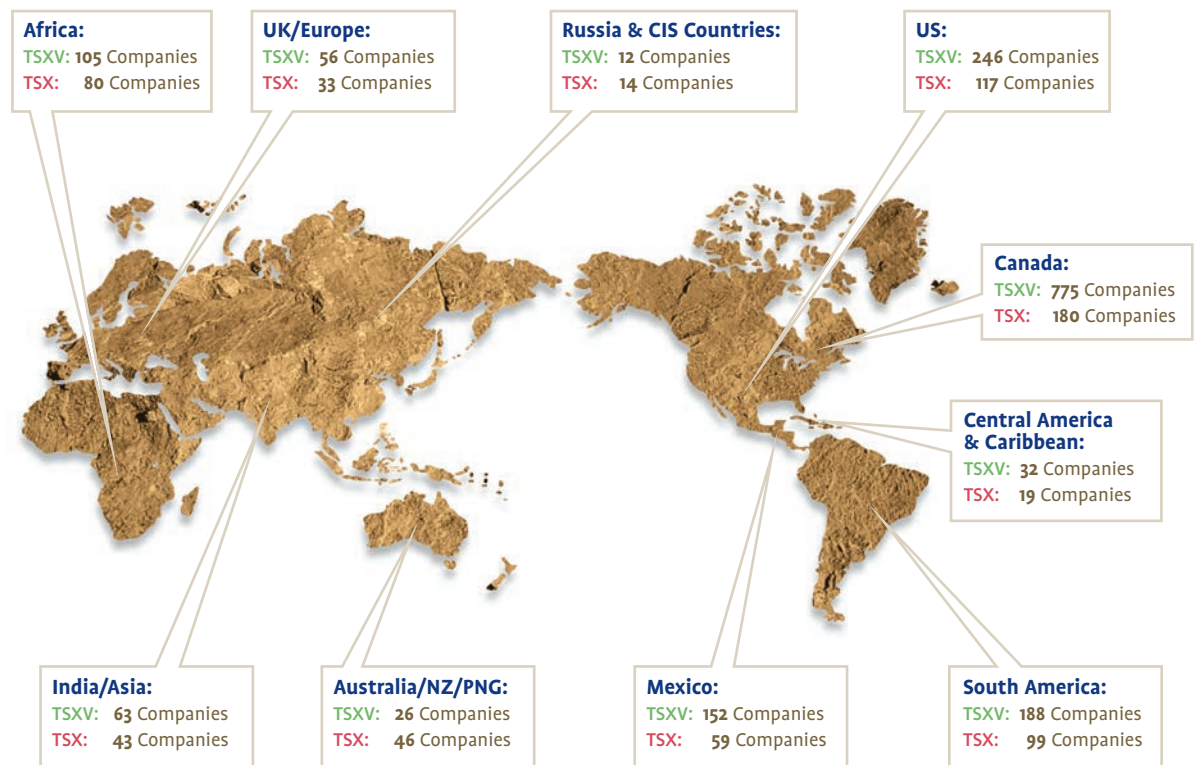 Africa:
TSXV: 105 Companies
TSX: 80 Companies
UK/Europe:
TSXV: 56 Companies
TSX: 33 Companies
Russia & CIS Countries:
TSXV: 12 Companies
TSX: 14 Companies
US:
TSXV: 246 Companies
TSX: 117 Companies
Canada:
TSXV: 775 Companies
TSX: 180 Companies
Central America
& Caribbean:
TSXV: 32 Companies
TSX: 19 Companies
India/Asia:
TSXV: 63 Companies
TSX: 43 Companies
Australia/NZ/PNG:
TSXV: 26 Companies
TSX: 46 Companies
Mexico:
TSXV: 152 Companies
TSX: 59 Companies
South America:
TSXV: 188 Companies
TSX: 99 Companies